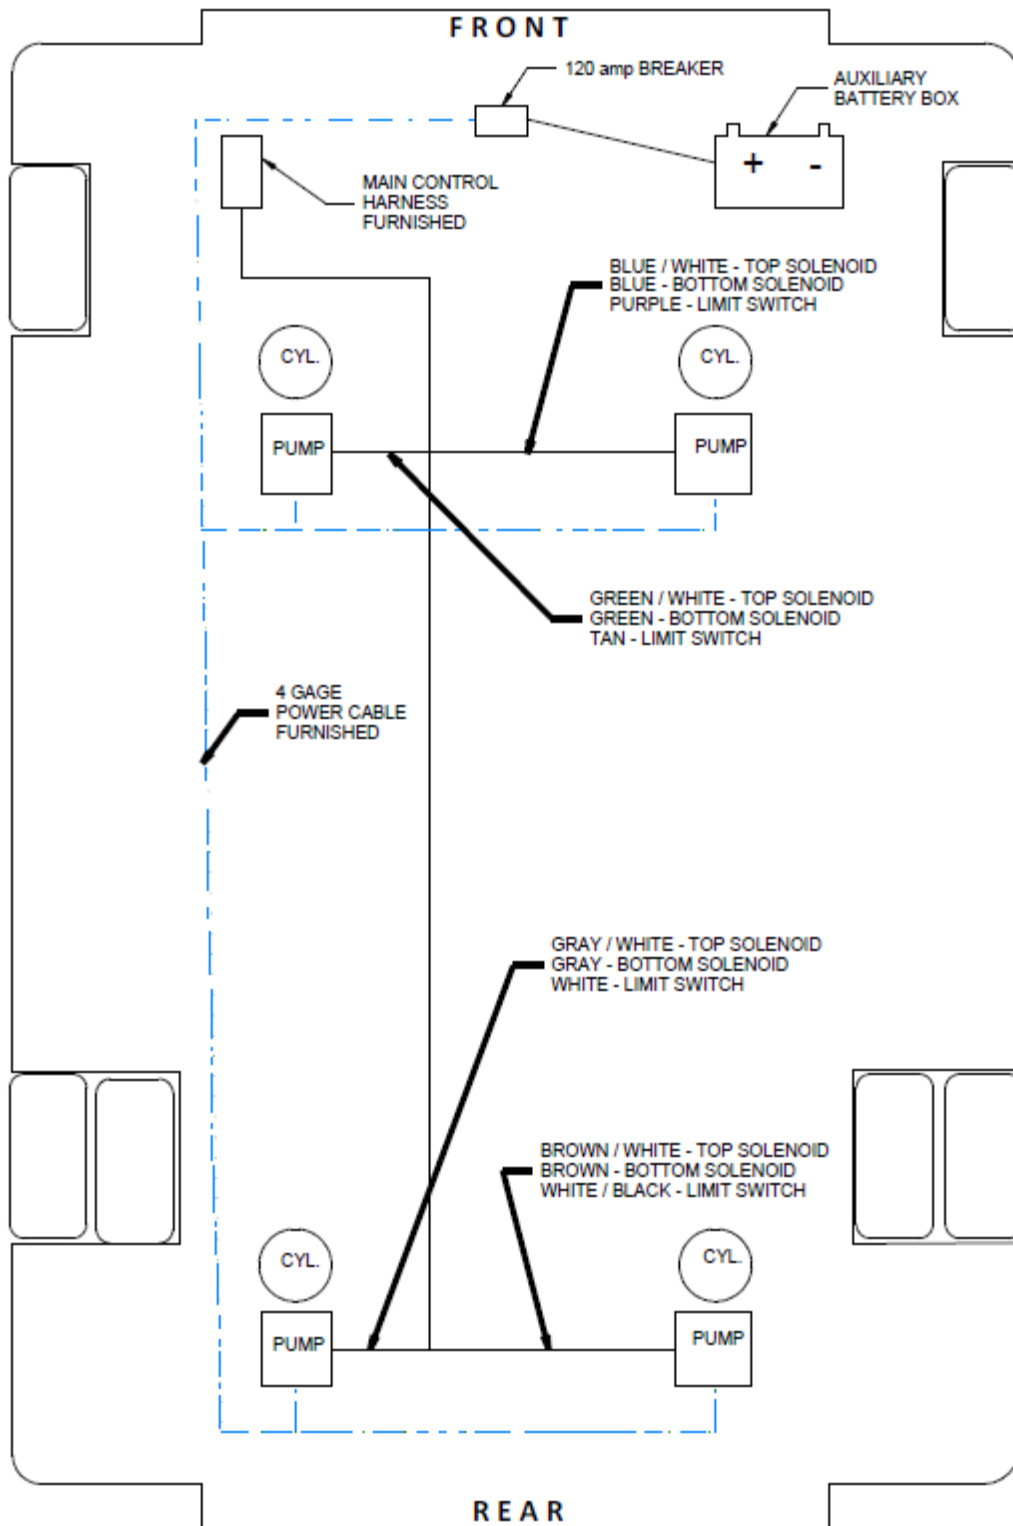 FRONT
120 amp BREAKER
AUXILIARY
BATTERY BOX
+ -
MAIN CONTROL
HARNESS
FURNISHED
BLUE / WHITE - TOP SOLENOID
BLUE - BOTTOM SOLENOID
PURPLE - LIMIT SWITCH
CYL.
CYL.
PUMP
PUMP
GREEN / WHITE - TOP SOLENOID
GREEN - BOTTOM SOLENOID
TAN - LIMIT SWITCH
4 GAGE
POWER CABLE
FURNISHED
GRAY / WHITE - TOP SOLENOID
GRAY - BOTTOM SOLENOID
WHITE - LIMIT SWITCH
BROWN / WHITE - TOP SOLENOID
BROWN - BOTTOM SOLENOID
WHITE / BLACK - LIMIT SWITCH
CYL.
CYL.
PUMP
PUMP
REAR